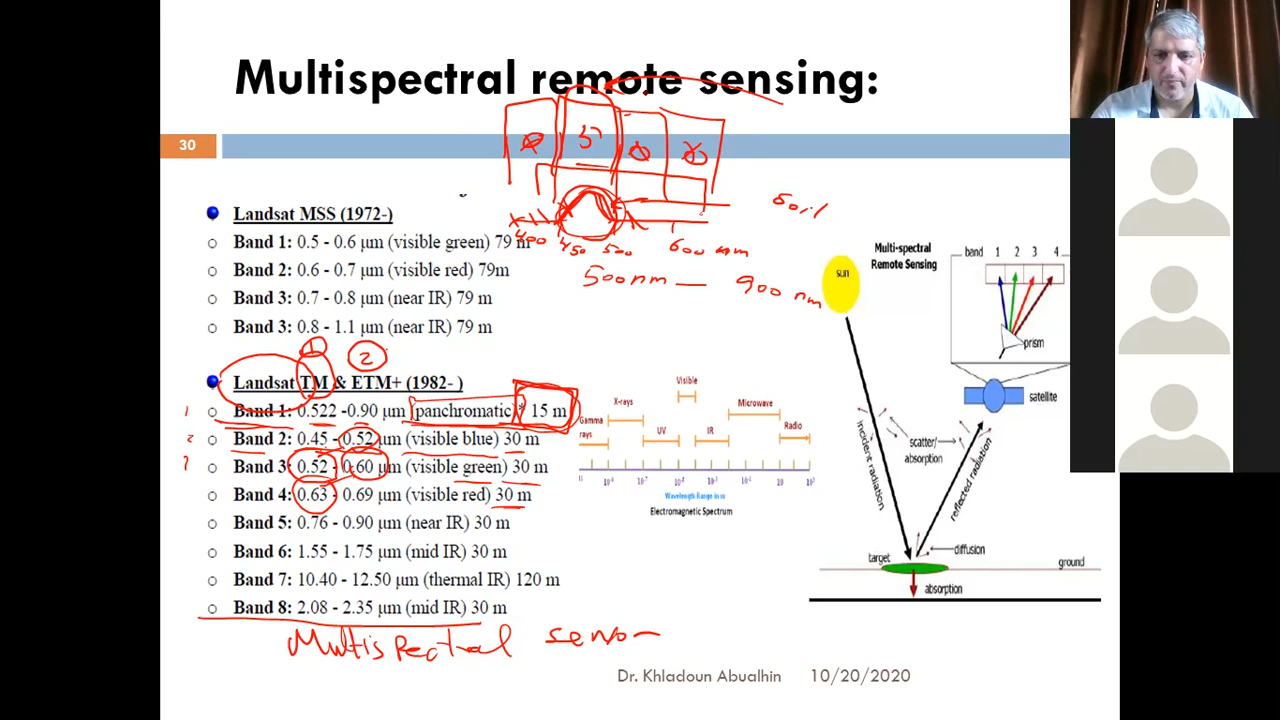 Multispectral remote sensing:
30
Landsat MSS (1972-)
Band 1: 0.5 - 0.6 µm (visible green) 79 m
Band 2: 0.6 - 0.7 µm (visible red) 79m
Band 3: 0.7 - 0.8 µm (near IR) 79 m
Band 3: 0.8 - 1.1 µm (near IR) 79 m
Landsat TM & ETM+ (1982- )
Band 1: 0.522 -0.90 µm (panchromatic) * 15 m
Band 2: 0.45 - 0.52 µm (visible blue) 30 m
Band 3: 0.52 - 0.60 µm (visible green) 30 m
Band 4: 0.63 - 0.69 µm (visible red) 30 m
Band 5: 0.76 - 0.90 µm (near IR) 30 m
Band 6: 1.55 - 1.75 µm (mid IR) 30 m
Band 7: 10.40 - 12.50 µm (thermal IR) 120 m
Band 8: 2.08 - 2.35 µm (mid IR) 30 m
Multispectral sensor
1
2
1
2
soil
400 450 500 600 nm
500nm — 900 nm
Visible
X-rays
Microwave
Gamma rays
UV
IR
Radio
Wavelength Range in m
Electromagnetic Spectrum
Multi-spectral
Remote Sensing
band 1 2 3 4
sun
prism
satellite
incident radiation
scatter/
absorption
reflected radiation
diffusion
target
ground
absorption
Dr. Khladoun Abualhin
10/20/2020